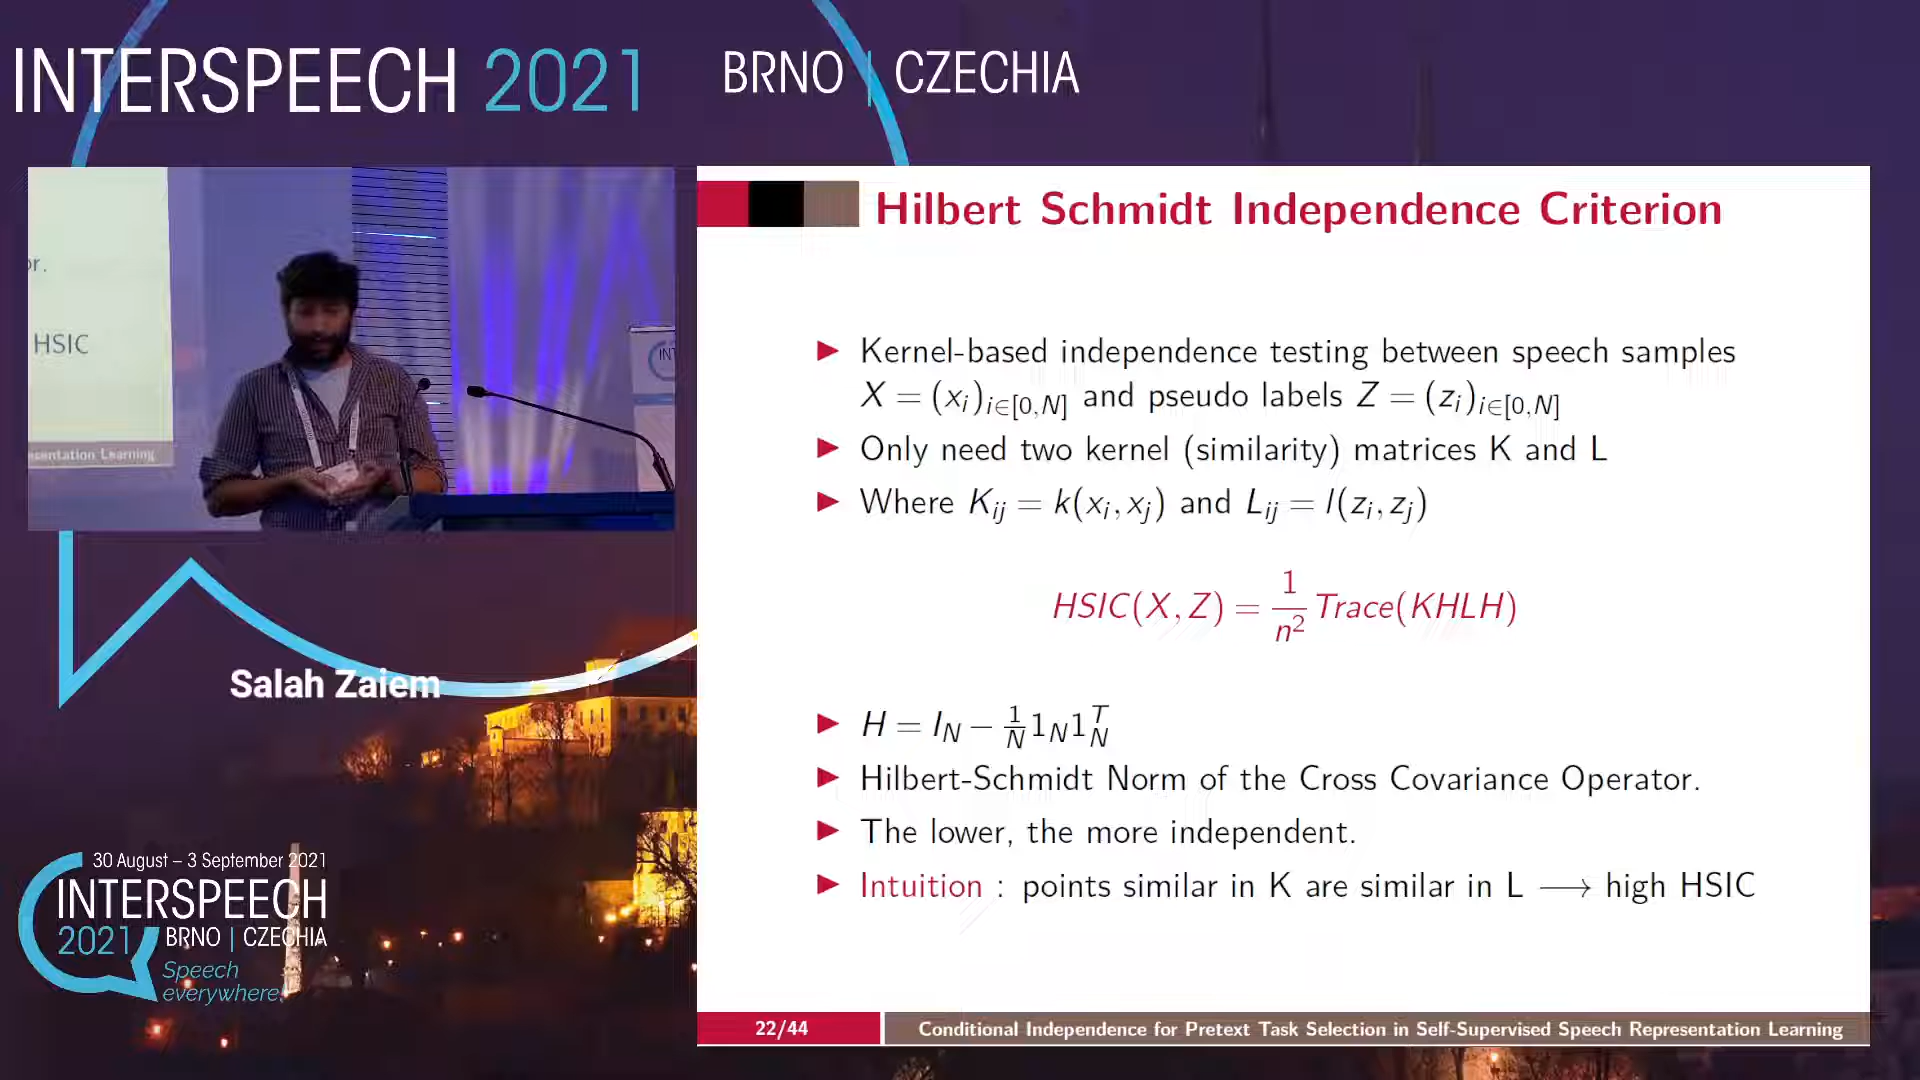 INTERSPEECH 2021
BRNO | CZECHIA
or.
HSIC
esentation Learning
Salah Zaiem
30 August – 3 September 2021
INTERSPEECH
2021 BRNO | CZECHIA
Speech
everywhere!
Hilbert Schmidt Independence Criterion
▶ Kernel-based independence testing between speech samples
X = (x_i)_{i∈[0,N]} and pseudo labels Z = (z_i)_{i∈[0,N]}
▶ Only need two kernel (similarity) matrices K and L
▶ Where K_{ij} = k(x_i, x_j) and L_{ij} = l(z_i, z_j)
HSIC(X, Z) = \frac{1}{n^2} Trace(KHLH)
▶ H = I_N − \frac{1}{N} 1_N 1_N^T
▶ Hilbert-Schmidt Norm of the Cross Covariance Operator.
▶ The lower, the more independent.
▶ Intuition : points similar in K are similar in L ⟶ high HSIC
22/44
Conditional Independence for Pretext Task Selection in Self-Supervised Speech Representation Learning